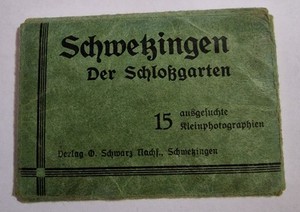 Schwetzingen
Der Schloßgarten
15 ausgesuchte
Kleinphotographien
Verlag O. Schwarz Nachf., Schwetzingen